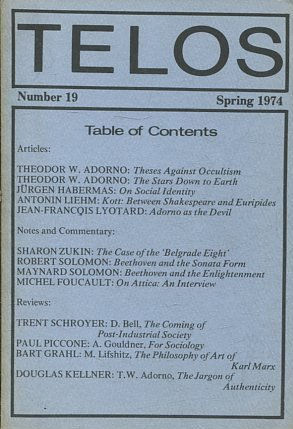 TELOS
Number 19 Spring 1974
Table of Contents
Articles:
THEODOR W. ADORNO: Theses Against Occultism
THEODOR W. ADORNO: The Stars Down to Earth
JÜRGEN HABERMAS: On Social Identity
ANTONIN LIEHM: Kott: Between Shakespeare and Euripides
JEAN-FRANCOIS LYOTARD: Adorno as the Devil
Notes and Commentary:
SHARON ZUKIN: The Case of the 'Belgrade Eight'
ROBERT SOLOMON: Beethoven and the Sonata Form
MAYNARD SOLOMON: Beethoven and the Enlightenment
MICHEL FOUCAULT: On Attica: An Interview
Reviews:
TRENT SCHROYER: D. Bell, The Coming of
Post-Industrial Society
PAUL PICCONE: A. Gouldner, For Sociology
BART GRAHL: M. Lifshitz, The Philosophy of Art of
Karl Marx
DOUGLAS KELLNER: T.W. Adorno, The Jargon of
Authenticity